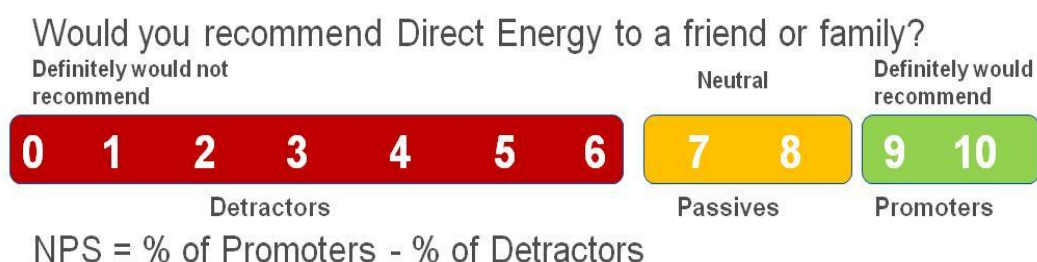 Would you recommend Direct Energy to a friend or family?
Definitely would not
recommend
Neutral
Definitely would
recommend
0 1 2 3 4 5 6 7 8 9 10
Detractors Passives Promoters
NPS = % of Promoters - % of Detractors